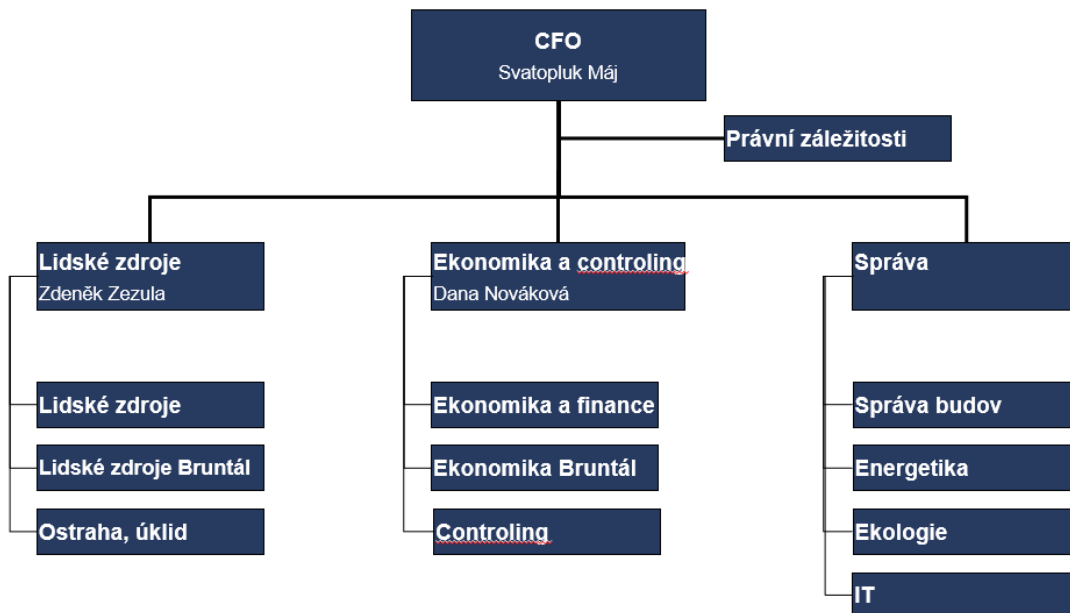 CFO
Svatopluk Máj
Právní záležitosti
Lidské zdroje
Zdeněk Zezula
Lidské zdroje
Lidské zdroje Bruntál
Ostraha, úklid
Ekonomika a controling
Dana Nováková
Ekonomika a finance
Ekonomika Bruntál
Controling
Správa
Správa budov
Energetika
Ekologie
IT